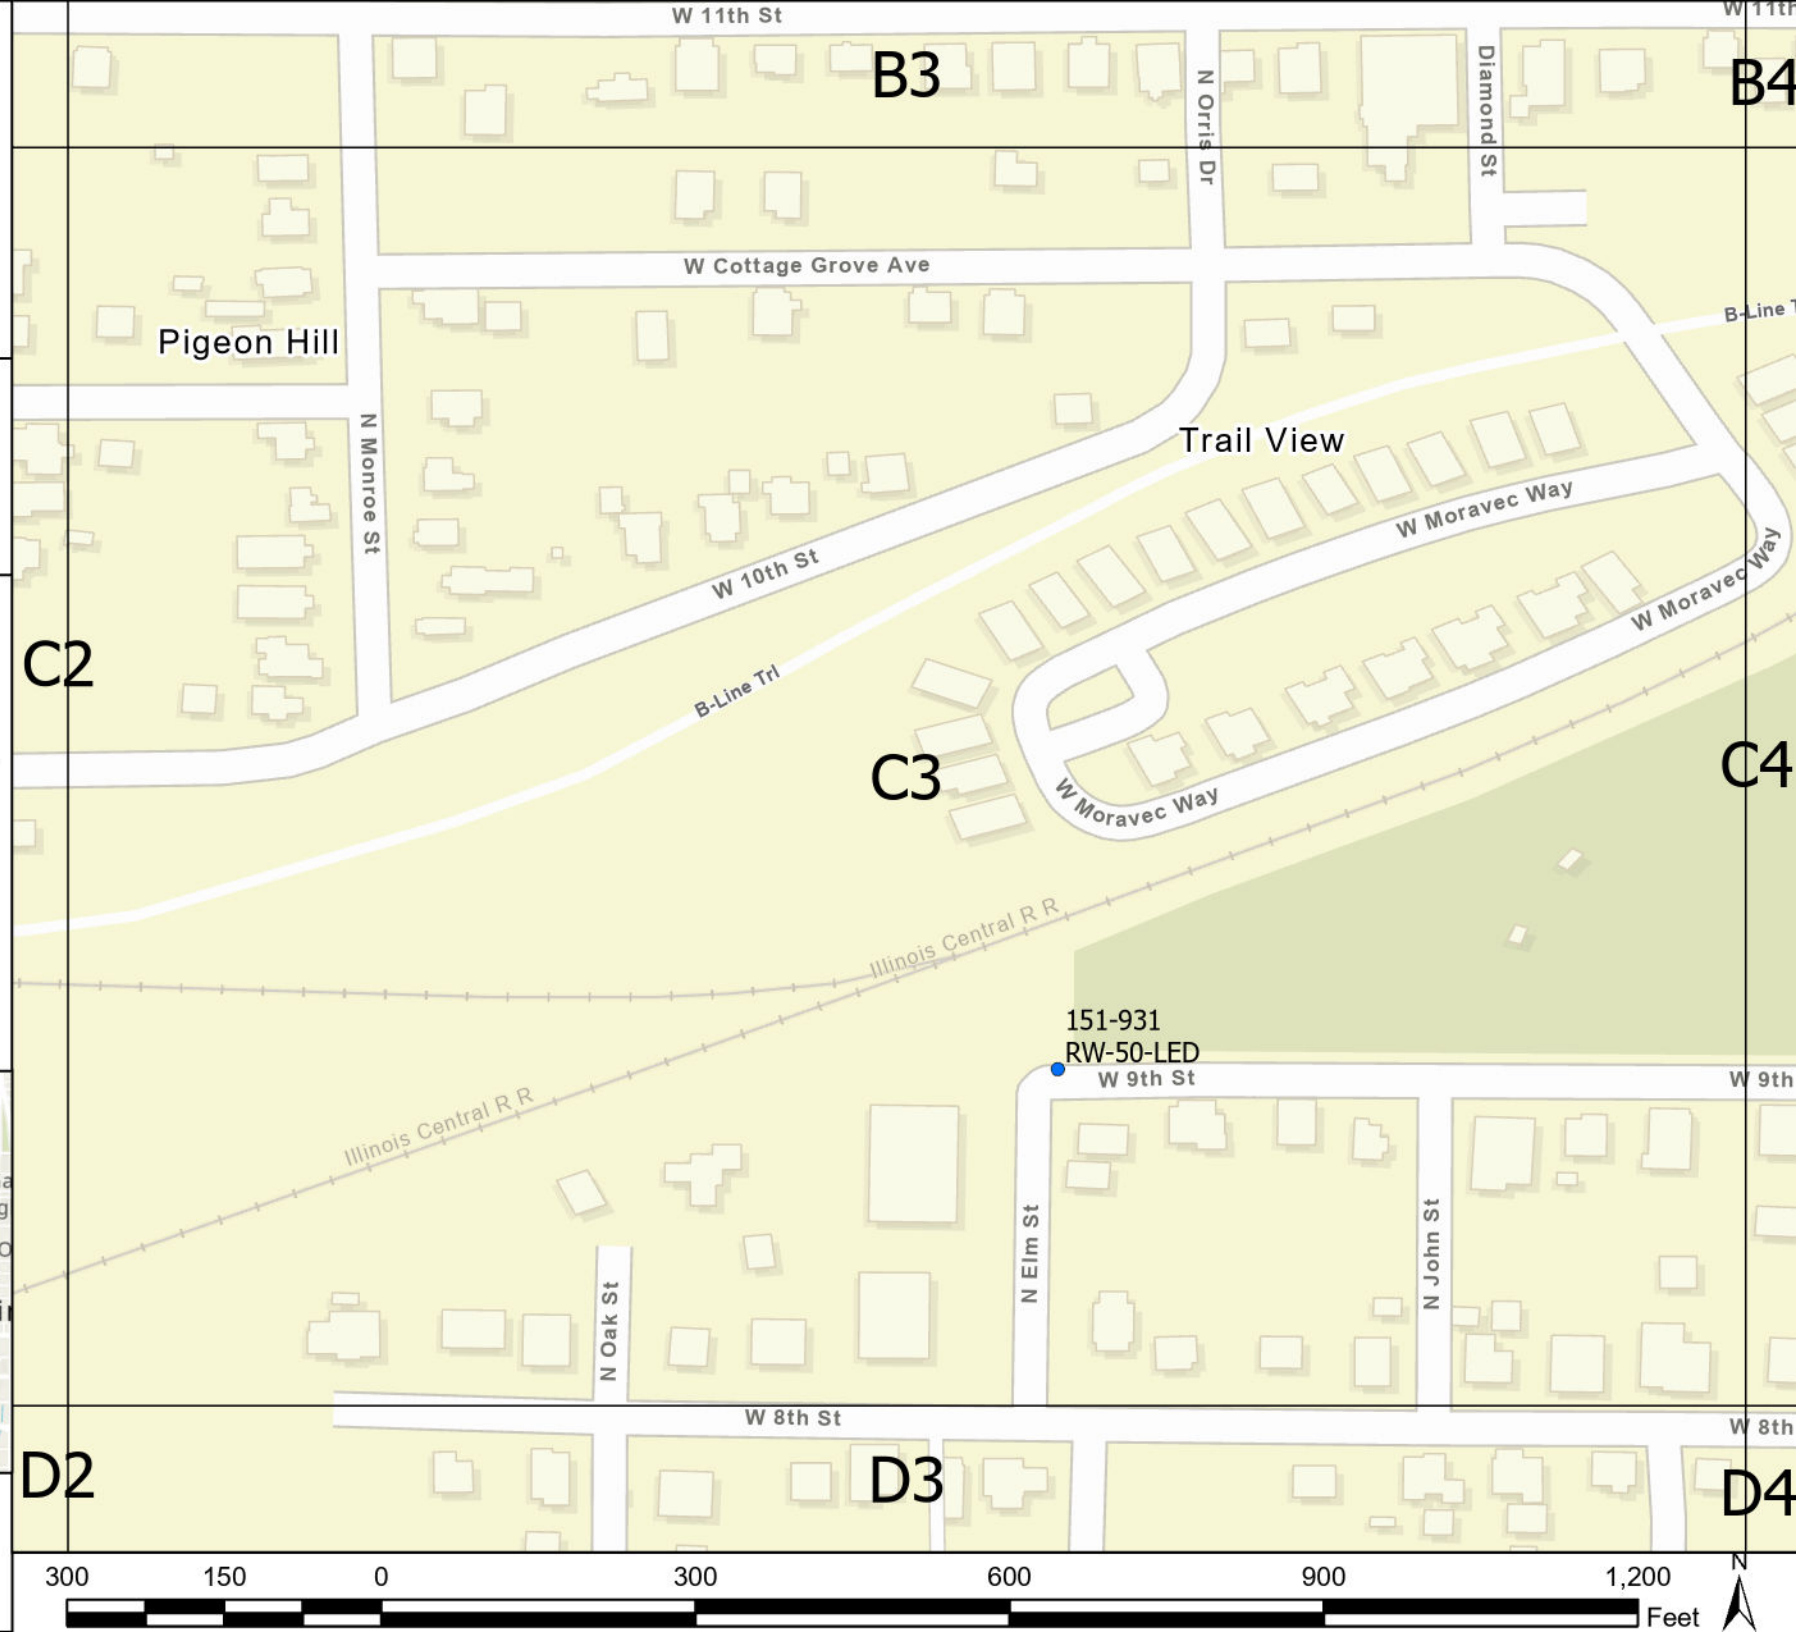 W 11th St
W 11th
B3
B4
N Orris Dr
Diamond St
W Cottage Grove Ave
B-Line T
Pigeon Hill
N Monroe St
Trail View
W Moravec Way
W 10th St
W Moravec Way
C2
B-Line Trl
C3
C4
W Moravec Way
Illinois Central R R
151-931
RW-50-LED
W 9th St
W 9th
Illinois Central R R
N Elm St
N John St
N Oak St
W 8th St
W 8th
D2
D3
D4
300 150 0 300 600 900 1,200
Feet
N